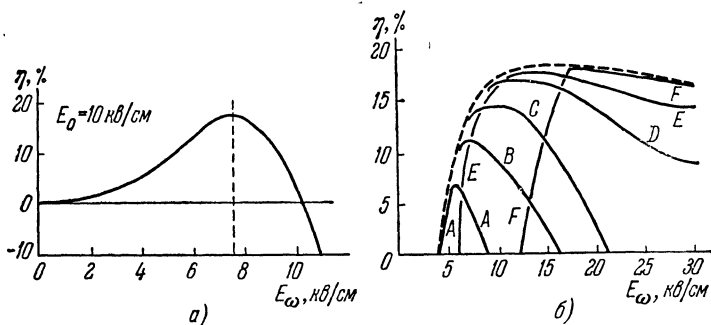 η, %
20
10
0
-10
E₀ = 10 кв/см
0 2 4 6 8 10
E_ω, кв/см
а)
η, %
20
15
10
5
0
A A B C D E E F F
5 10 15 20 25 30
E_ω, кв/см
б)